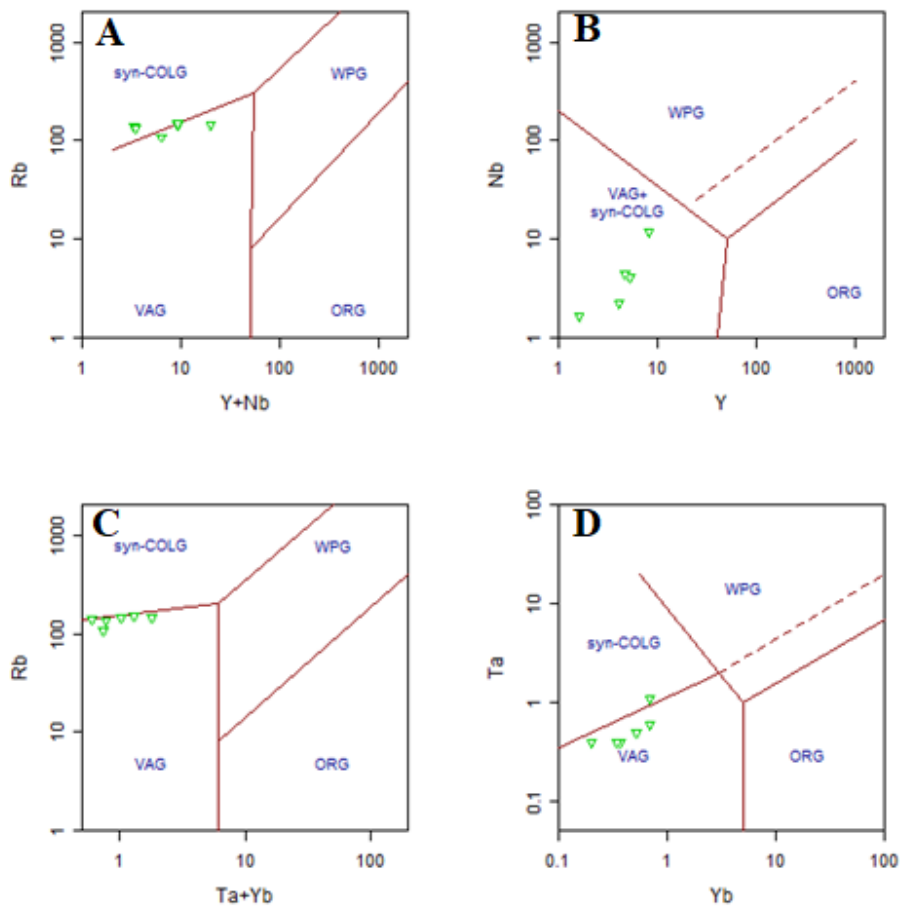 A
syn-COLG
WPG
VAG
ORG
Rb
1 10 100 1000
1 10 100 1000
Y+Nb
B
WPG
VAG+
syn-COLG
ORG
Nb
1 10 100 1000
1 10 100 1000
Y
C
syn-COLG
WPG
VAG
ORG
Rb
1 10 100 1000
1 10 100
Ta+Yb
D
WPG
syn-COLG
VAG
ORG
Ta
0.1 1 10 100
0.1 1 10 100
Yb